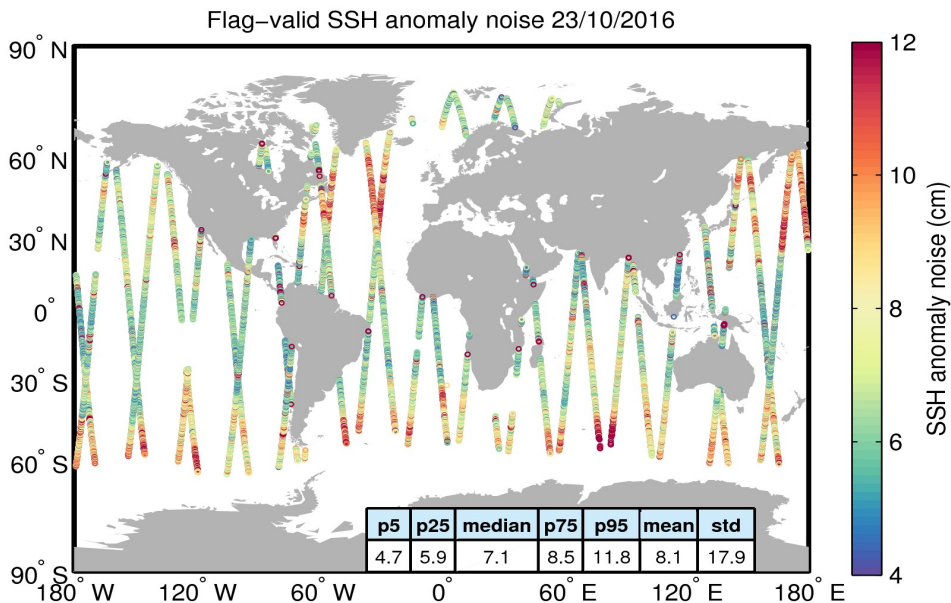 Flag−valid SSH anomaly noise 23/10/2016
90° N
60° N
30° N
0°
30° S
60° S
90° S
180° W 120° W 60° W 0° 60° E 120° E 180° E
12
10
8
6
4
SSH anomaly noise (cm)
p5 p25 median p75 p95 mean std
4.7 5.9 7.1 8.5 11.8 8.1 17.9